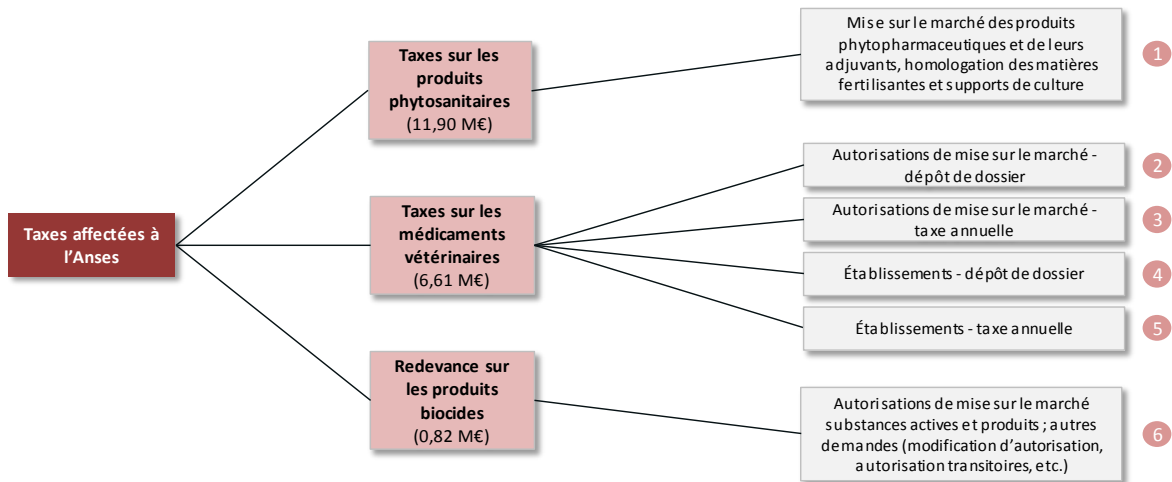 Taxes affectées à
l'Anses
Taxes sur les
produits
phytosanitaires
(11,90 M€)
Mise sur le marché des produits
phytopharmaceutiques et de leurs
adjuvants, homologation des matières
fertilisantes et supports de culture
1
Taxes sur les
médicaments
vétérinaires
(6,61 M€)
Autorisations de mise sur le marché -
dépôt de dossier
2
Autorisations de mise sur le marché -
taxe annuelle
3
Établissements - dépôt de dossier
4
Établissements - taxe annuelle
5
Redevance sur
les produits
biocides
(0,82 M€)
Autorisations de mise sur le marché
substances actives et produits ; autres
demandes (modification d'autorisation,
autorisation transitoires, etc.)
6